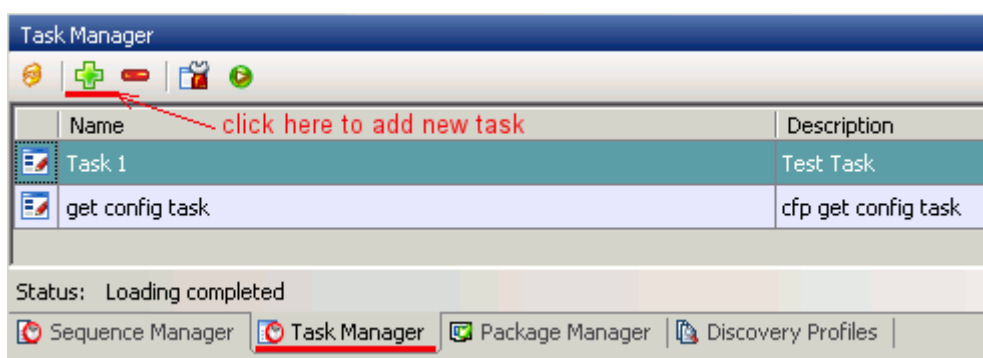 Task Manager
Name click here to add new task Description
Task 1 Test Task
get config task cfp get config task
Status: Loading completed
Sequence Manager Task Manager Package Manager Discovery Profiles